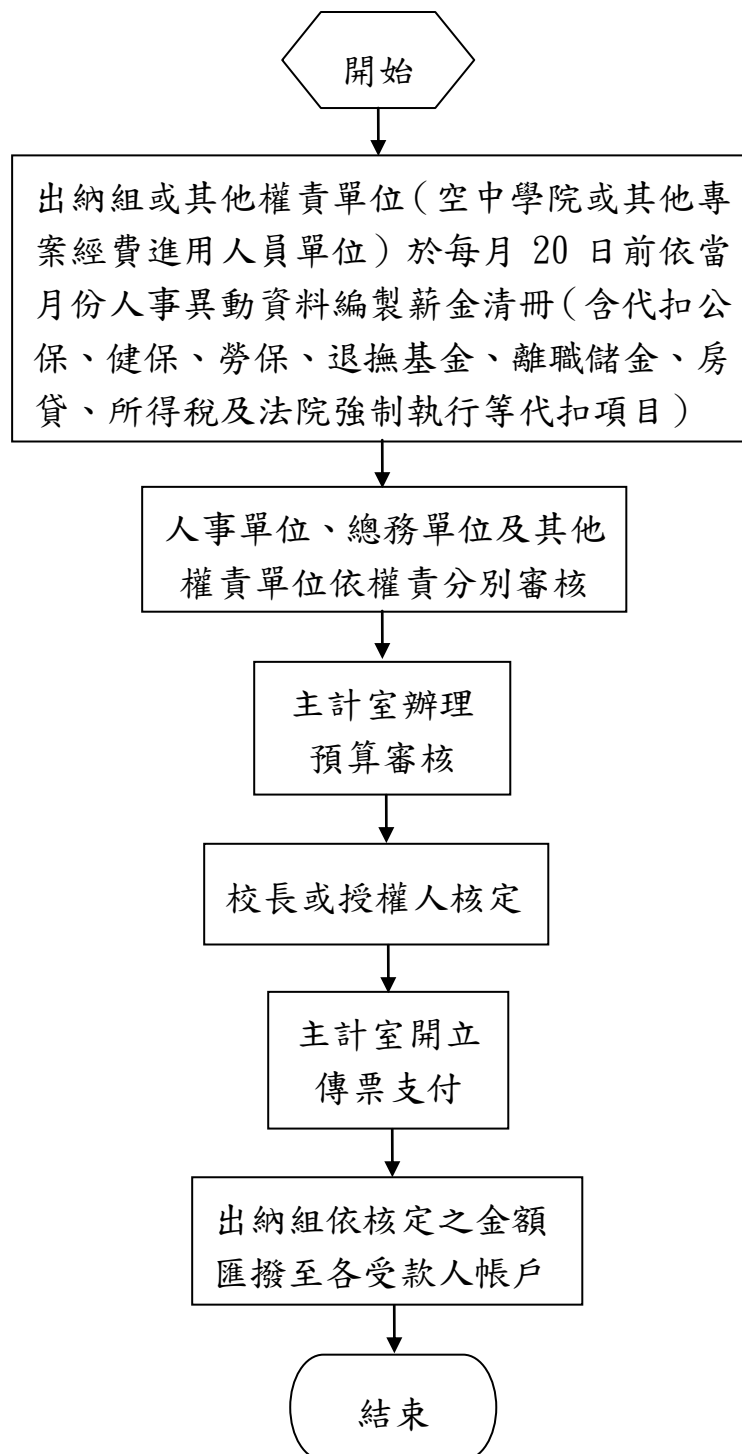 開始
出納組或其他權責單位（空中學院或其他專
案經費進用人員單位）於每月 20 日前依當
月份人事異動資料編製薪金清冊（含代扣公
保、健保、勞保、退撫基金、離職儲金、房
貸、所得稅及法院強制執行等代扣項目）
人事單位、總務單位及其他
權責單位依權責分別審核
主計室辦理
預算審核
校長或授權人核定
主計室開立
傳票支付
出納組依核定之金額
匯撥至各受款人帳戶
結束